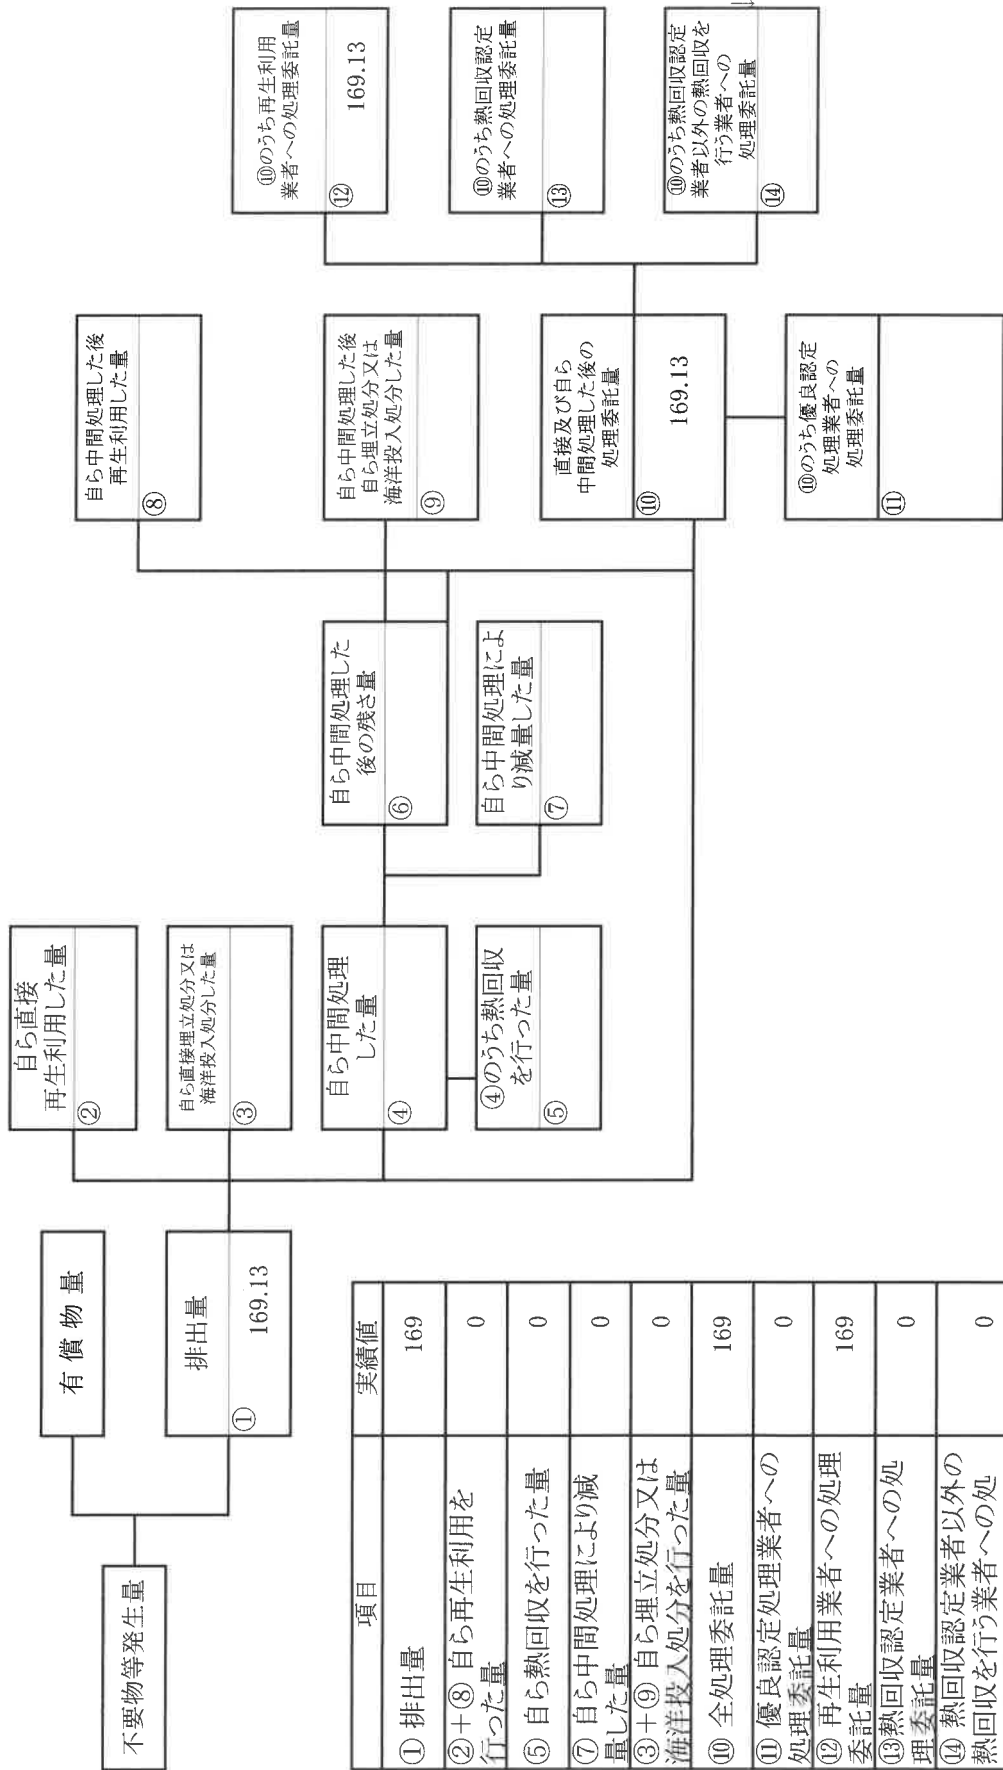 不要物等発生量
有償物量
排出量
①
169.13
自ら直接
再生利用した量
②
自ら直接埋立処分又は
海洋投入処分した量
③
自ら中間処理
した量
④
④のうち熱回収
を行った量
⑤
自ら中間処理した
後の残さ量
⑥
自ら中間処理によ
り減量した量
⑦
自ら中間処理した後
再生利用した量
⑧
自ら中間処理した後
自ら埋立処分又は
海洋投入処分した量
⑨
直接及び自ら
中間処理した後の
処理委託量
⑩
169.13
⑩のうち優良認定
処理業者への
処理委託量
⑪
⑩のうち再生利用
業者への処理委託量
⑫
169.13
⑩のうち熱回収認定
業者への処理委託量
⑬
⑩のうち熱回収認定
業者以外の熱回収を
行う業者への
処理委託量
⑭
項目 実績値
① 排出量 169
②+⑧ 自ら再生利用を
行った量 0
⑤ 自ら熱回収を行った量 0
⑦ 自ら中間処理により減
量した量 0
③+⑨ 自ら埋立処分又は
海洋投入処分を行った量 0
⑩ 全処理委託量 169
⑪ 優良認定処理業者への
処理委託量 0
⑫ 再生利用業者への処理
委託量 169
⑬熱回収認定業者への処
理委託量 0
⑭ 熱回収認定業者以外の
熱回収を行う業者への処 0